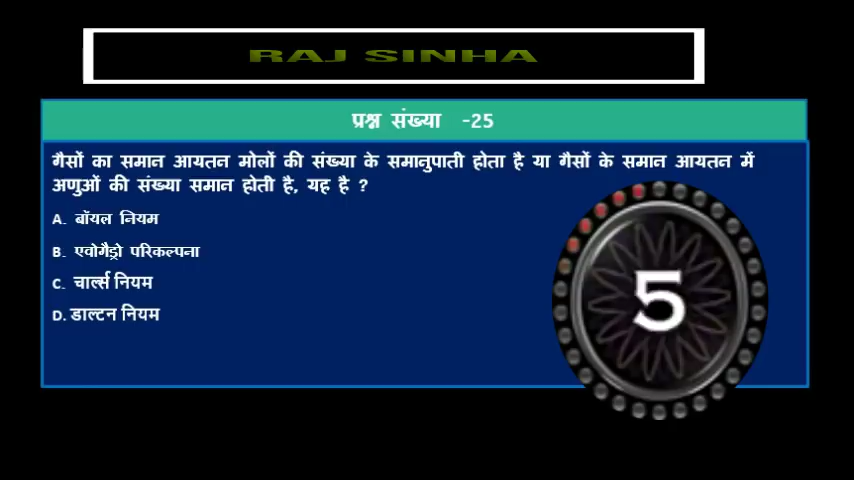 RAJ SINHA
प्रश्न संख्या -25
गैसों का समान आयतन मोलों की संख्या के समानुपाती होता है या गैसों के समान आयतन में
अणुओं की संख्या समान होती है, यह है ?
A. बॉयल नियम
B. एवोगैड्रो परिकल्पना
C. चार्ल्स नियम
D. डाल्टन नियम
5